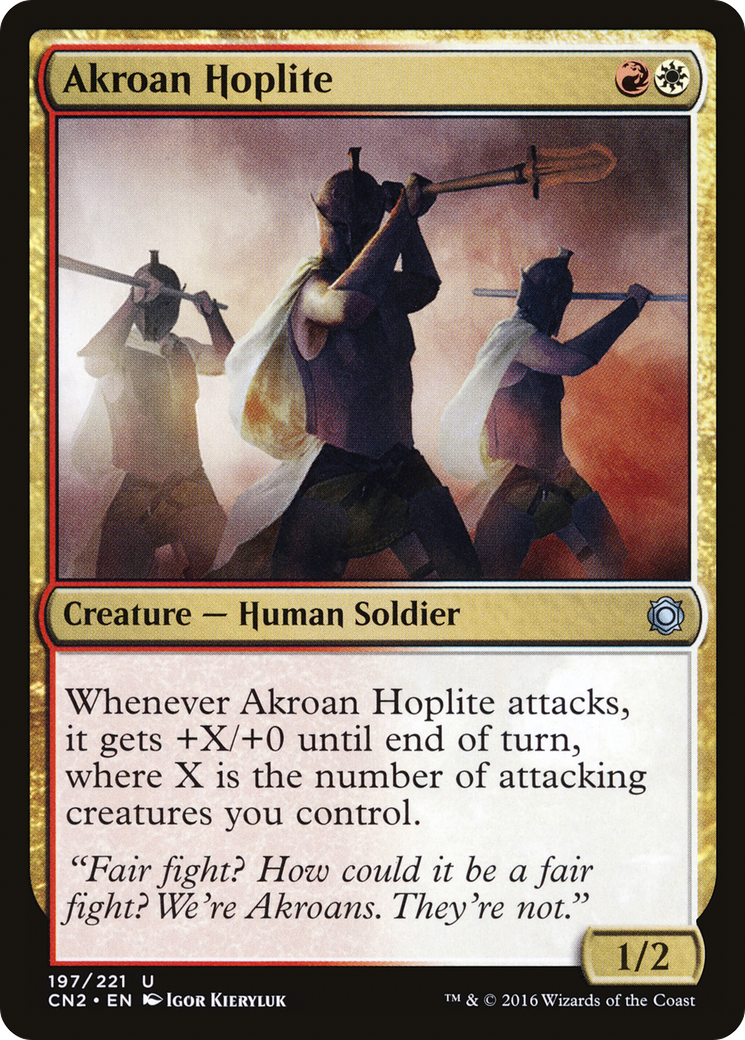 Akroan Hoplite
Creature — Human Soldier
Whenever Akroan Hoplite attacks,
it gets +X/+0 until end of turn,
where X is the number of attacking
creatures you control.
“Fair fight? How could it be a fair
fight? We’re Akroans. They’re not.”
1/2
197/221 U
CN2 • EN Igor Kieryluk
™ & © 2016 Wizards of the Coast